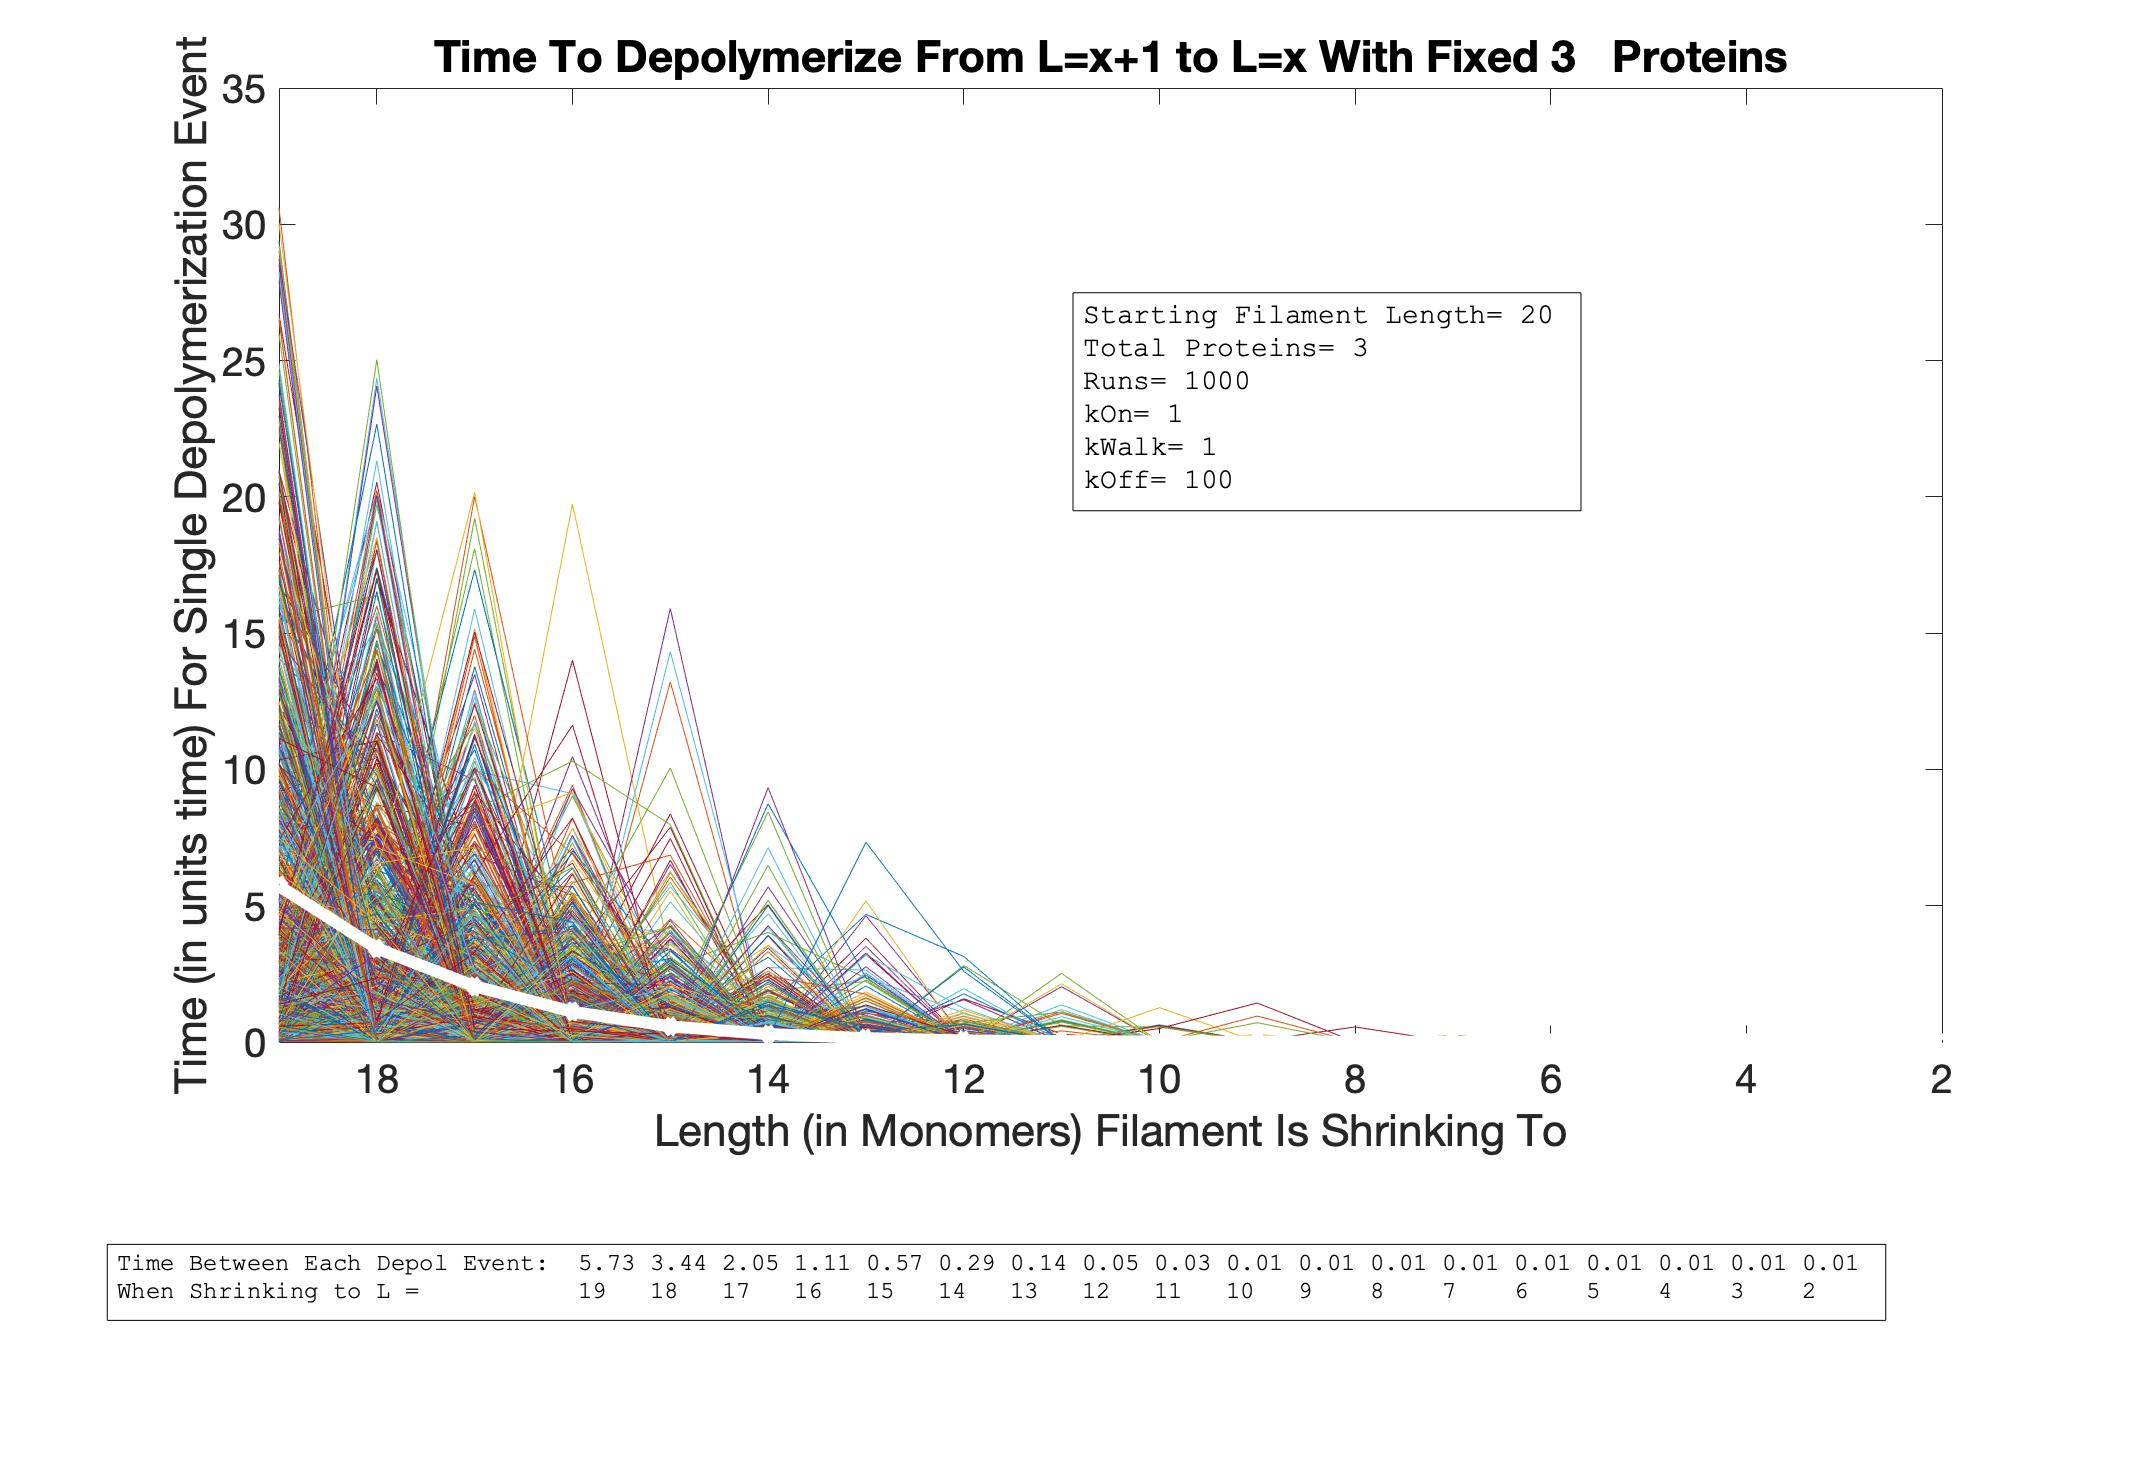 Time To Depolymerize From L=x+1 to L=x With Fixed 3   Proteins
Time (in units time) For Single Depolymerization Event
35
30
25
20
15
10
5
0
Starting Filament Length= 20
Total Proteins= 3
Runs= 1000
kOn= 1
kWalk= 1
kOff= 100
18 16 14 12 10 8 6 4 2
Length (in Monomers) Filament Is Shrinking To
Time Between Each Depol Event:  5.73 3.44 2.05 1.11 0.57 0.29 0.14 0.05 0.03 0.01 0.01 0.01 0.01 0.01 0.01 0.01 0.01 0.01
When Shrinking to L =           19   18   17   16   15   14   13   12   11   10   9    8    7    6    5    4    3    2